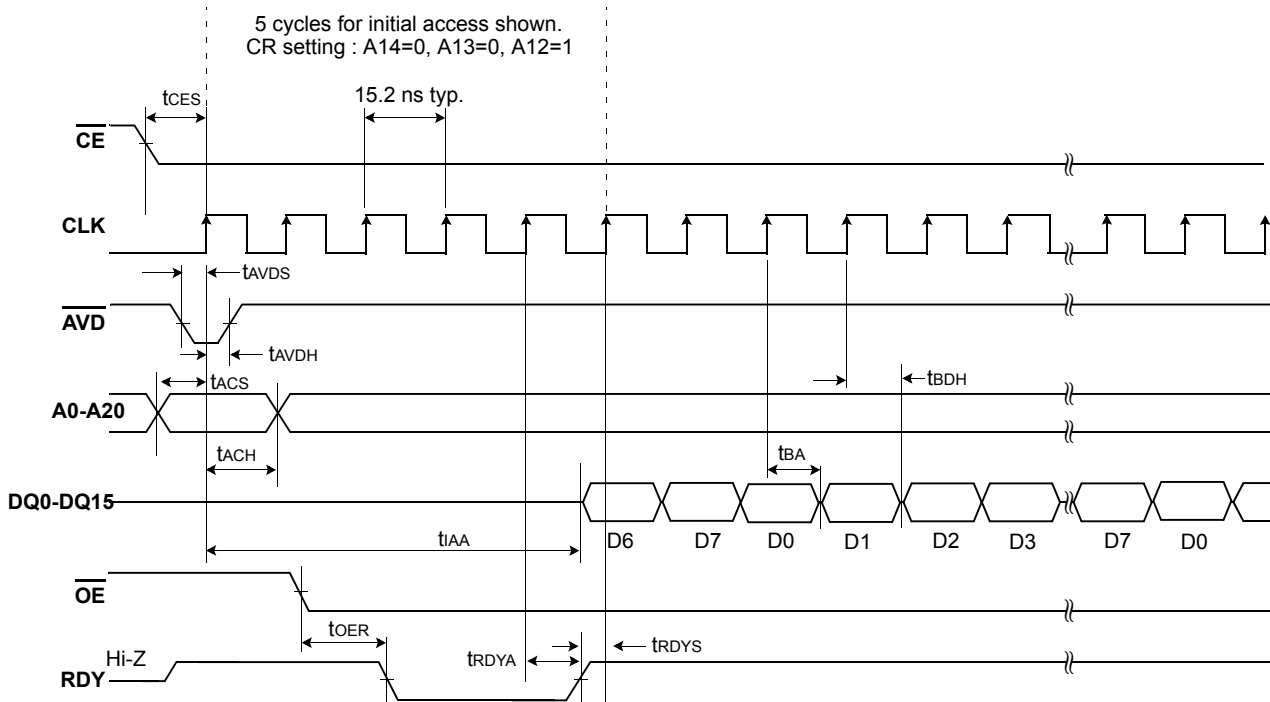 5 cycles for initial access shown.
CR setting : A14=0, A13=0, A12=1
tCES
15.2 ns typ.
CE
CLK
tAVDS
AVD
tAVDH
tACS
tBDH
A0-A20
tACH
tBA
DQ0-DQ15
tIAA
D6 D7 D0 D1 D2 D3 D7 D0
OE
tOER
tRDYA
tRDYS
Hi-Z
RDY